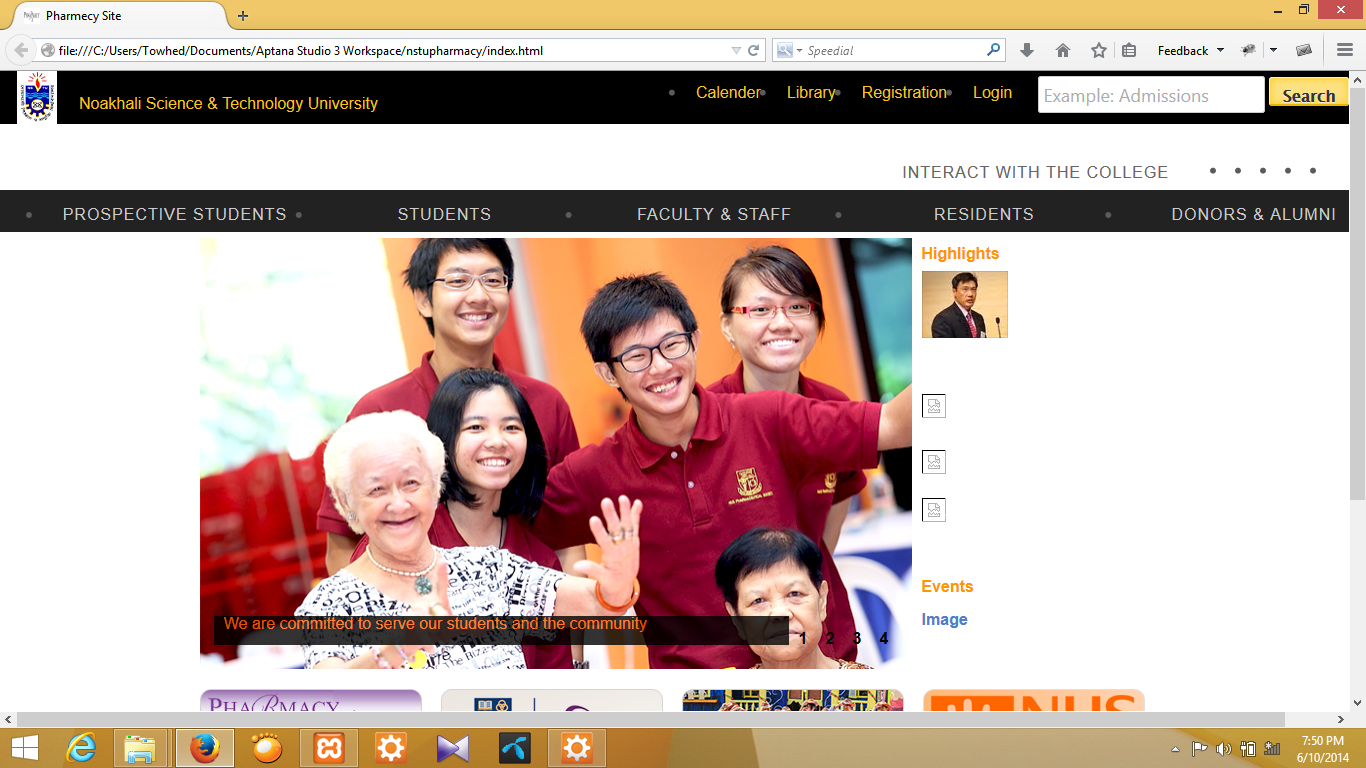 Pharmecy Site
file:///C:/Users/Towhed/Documents/Aptana Studio 3 Workspace/nstupharmacy/index.html
Speedial
Feedback
Noakhali Science & Technology University
Calender
Library
Registration
Login
Example: Admissions
Search
INTERACT WITH THE COLLEGE
PROSPECTIVE STUDENTS
STUDENTS
FACULTY & STAFF
RESIDENTS
DONORS & ALUMNI
Highlights
Events
Image
We are committed to serve our students and the community
1 2 3 4
PHARMACY
NUS
7:50 PM
6/10/2014